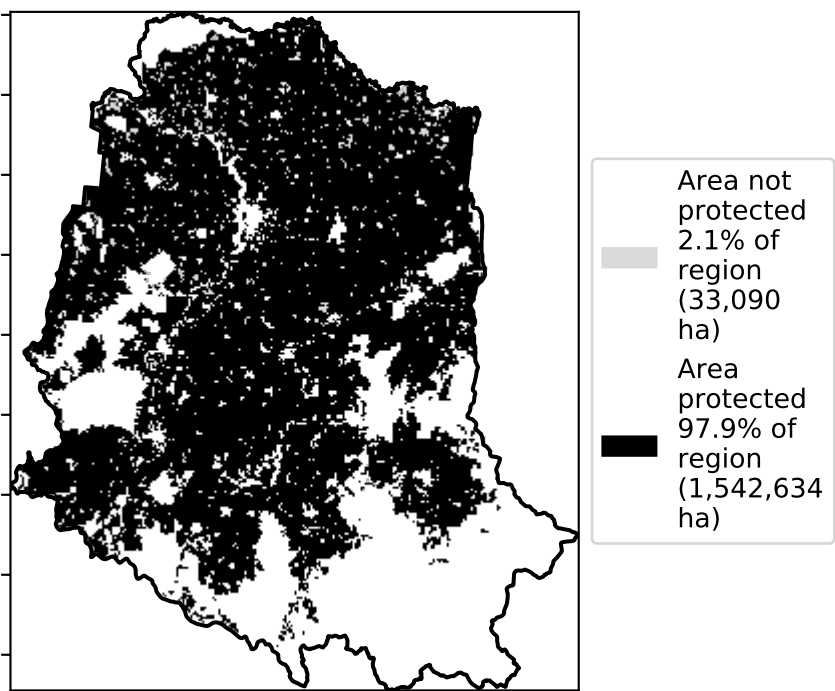 Area not
protected
2.1% of
region
(33,090
ha)
Area
protected
97.9% of
region
(1,542,634
ha)